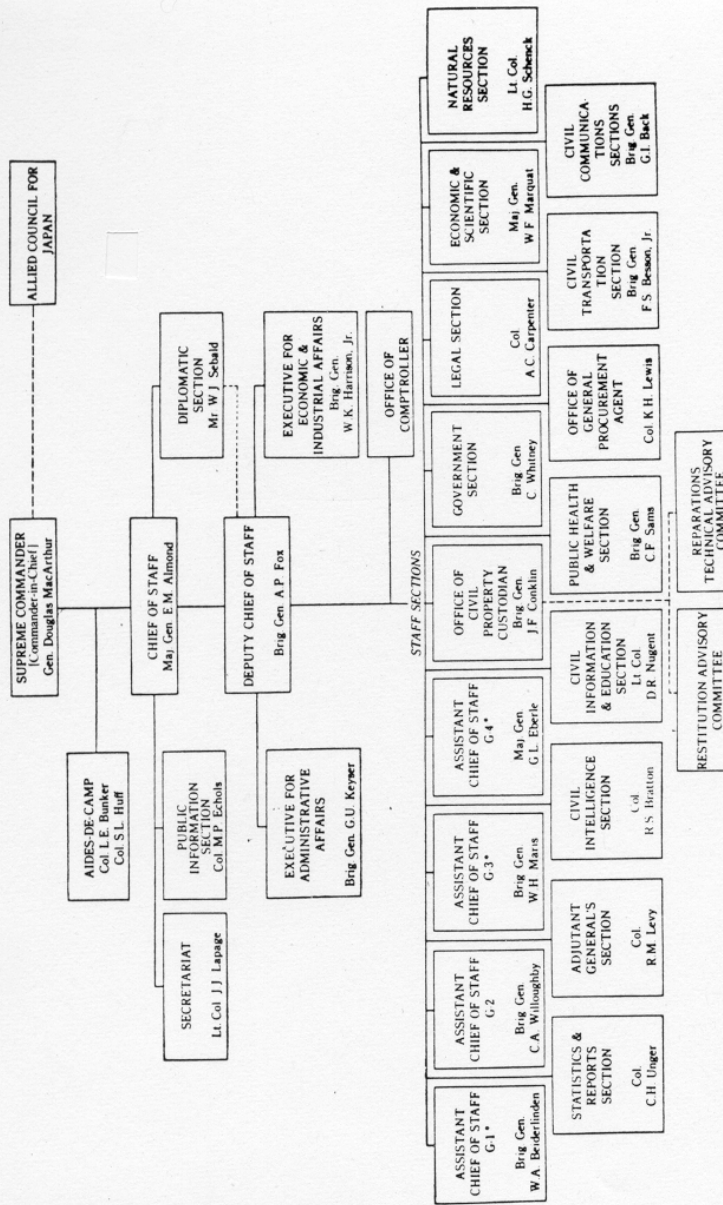 SUPREME COMMANDER
[Commander-in-Chief]
Gen. Douglas MacArthur
ALLIED COUNCIL FOR
JAPAN
AIDES-DE-CAMP
Col. L.E. Bunker
Col. S.L. Huff
CHIEF OF STAFF
Maj. Gen E.M. Almond
SECRETARIAT
Lt. Col J J Lapage
PUBLIC
INFORMATION
SECTION
Col. M.P. Echols
DIPLOMATIC
SECTION
Mr W J Sebald
DEPUTY CHIEF OF STAFF
Brig. Gen A.P. Fox
EXECUTIVE FOR
ADMINISTRATIVE
AFFAIRS
Brig. Gen. G.U. Keyser
EXECUTIVE FOR
ECONOMIC &
INDUSTRIAL AFFAIRS
Brig. Gen.
W.K. Harrison, Jr.
OFFICE OF
COMPTROLLER
STAFF SECTIONS
ASSISTANT
CHIEF OF STAFF
G-1*
Brig Gen.
W.A. Beiderlinden
ASSISTANT
CHIEF OF STAFF
G-2
Brig. Gen.
C.A. Willoughby
ASSISTANT
CHIEF OF STAFF
G-3*
Brig Gen
W.H Maris
ASSISTANT
CHIEF OF STAFF
G-4*
Maj Gen
G L. Eberle
OFFICE OF
CIVIL
PROPERTY
CUSTODIAN
Brig. Gen.
J F Conklin
GOVERNMENT
SECTION
Brig Gen
C Whitney
LEGAL SECTION
Col
A C. Carpenter
ECONOMIC &
SCIENTIFIC
SECTION
Maj Gen.
W F Marquat
NATURAL
RESOURCES
SECTION
Lt Col.
H.G. Schenck
STATISTICS &
REPORTS
SECTION
Col.
C.H. Unger
ADJUTANT
GENERAL'S
SECTION
Col.
R.M. Levy
CIVIL
INTELLIGENCE
SECTION
Col
R S. Bratton
CIVIL
INFORMATION
& EDUCATION
SECTION
Lt Col.
D.R Nugent
PUBLIC HEALTH
& WELFARE
SECTION
Brig Gen.
C F Sams
OFFICE OF
GENERAL
PROCUREMENT
AGENT
Col. K H. Lewis
CIVIL
TRANSPORTA
TION
SECTION
Brig Gen
F S. Besson, Jr.
CIVIL
COMMUNICA-
TIONS
SECTIONS
Brig Gen.
G.I. Back
RESTITUTION ADVISORY
COMMITTEE
REPARATIONS
TECHNICAL ADVISORY
COMMITTEE